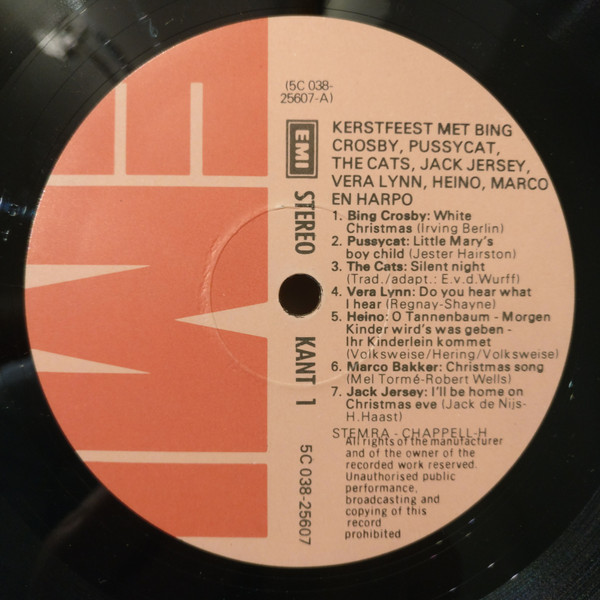 (5C 038-
25607-A)
EMI
STEREO
KANT 1
5C 038-25607
KERSTFEEST MET BING
CROSBY, PUSSYCAT,
THE CATS, JACK JERSEY,
VERA LYNN, HEINO, MARCO
EN HARPO
1. Bing Crosby: White
Christmas (Irving Berlin)
2. Pussycat: Little Mary's
boy child (Jester Hairston)
3. The Cats: Silent night
(Trad./adapt.: E.v.d.Wurff)
4. Vera Lynn: Do you hear what
I hear (Regnay-Shayne)
5. Heino: O Tannenbaum - Morgen
Kinder wird's was geben -
Ihr Kinderlein kommet
(Volksweise/Hering/Volksweise)
6. Marco Bakker: Christmas song
(Mel Tormé-Robert Wells)
7. Jack Jersey: I'll be home on
Christmas eve (Jack de Nijs-
H.Haast)
STEMRA - CHAPPELL-H
All rights of the manufacturer
and of the owner of the
recorded work reserved.
Unauthorised public
performance,
broadcasting and
copying of this
record
prohibited
EMI